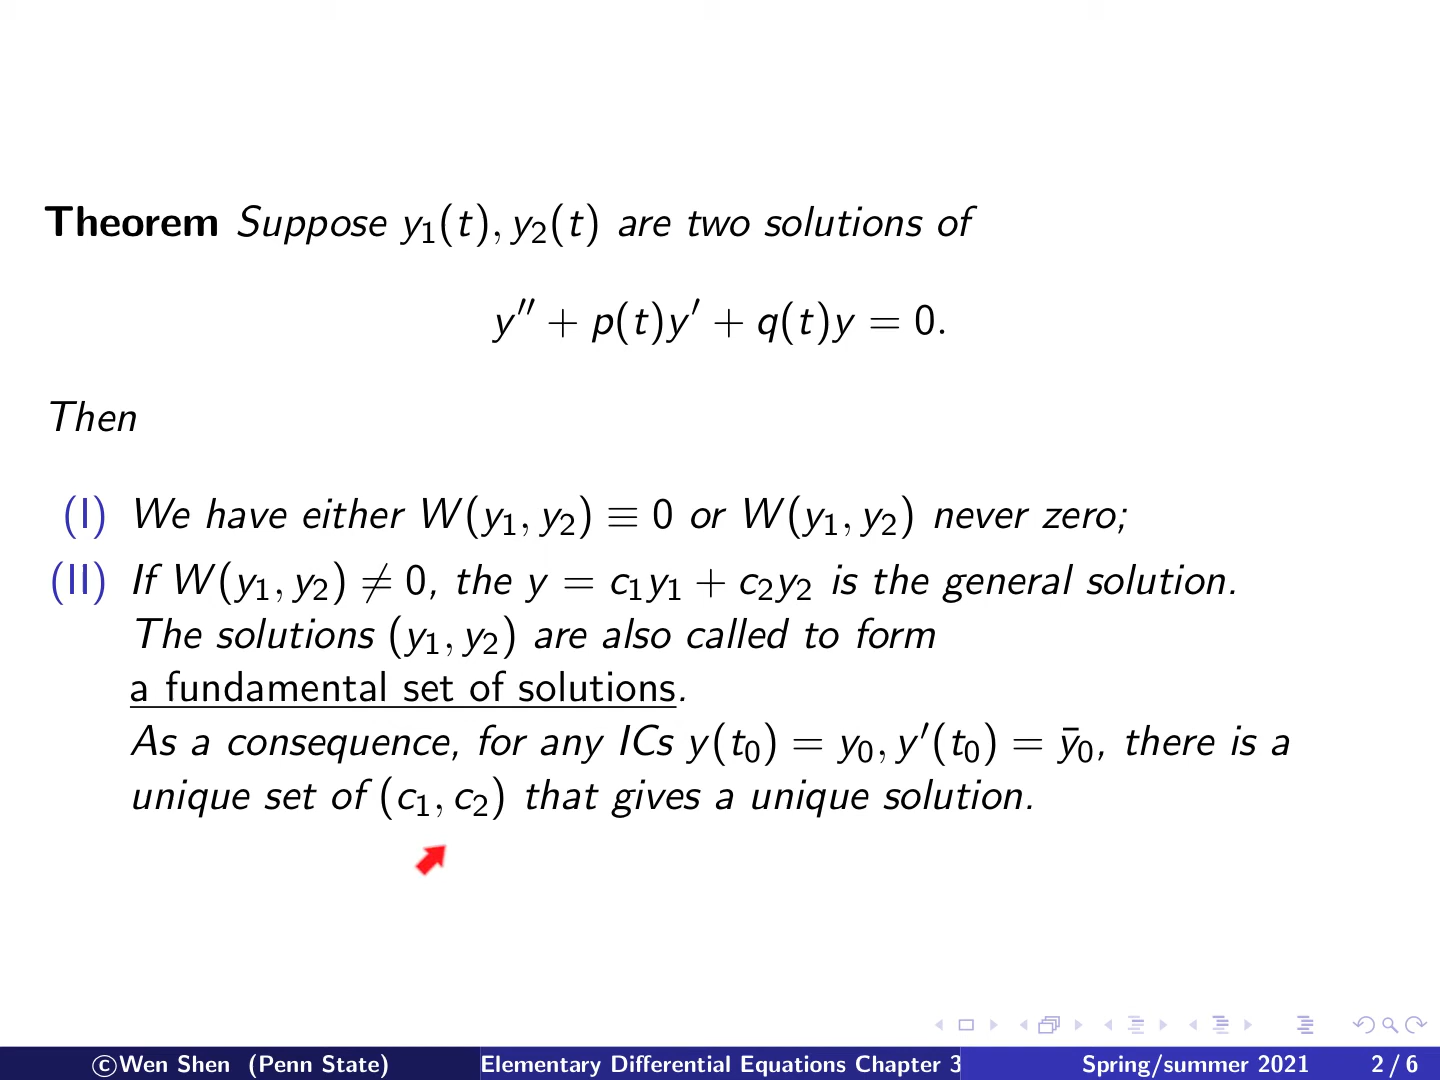 Theorem Suppose y₁(t), y₂(t) are two solutions of
y″ + p(t)y′ + q(t)y = 0.
Then
(I) We have either W(y₁, y₂) ≡ 0 or W(y₁, y₂) never zero;
(II) If W(y₁, y₂) ≠ 0, the y = c₁y₁ + c₂y₂ is the general solution.
The solutions (y₁, y₂) are also called to form
a fundamental set of solutions.
As a consequence, for any ICs y(t₀) = y₀, y′(t₀) = ȳ₀, there is a
unique set of (c₁, c₂) that gives a unique solution.
©Wen Shen (Penn State) Elementary Differential Equations Chapter 3 Spring/summer 2021 2 / 6